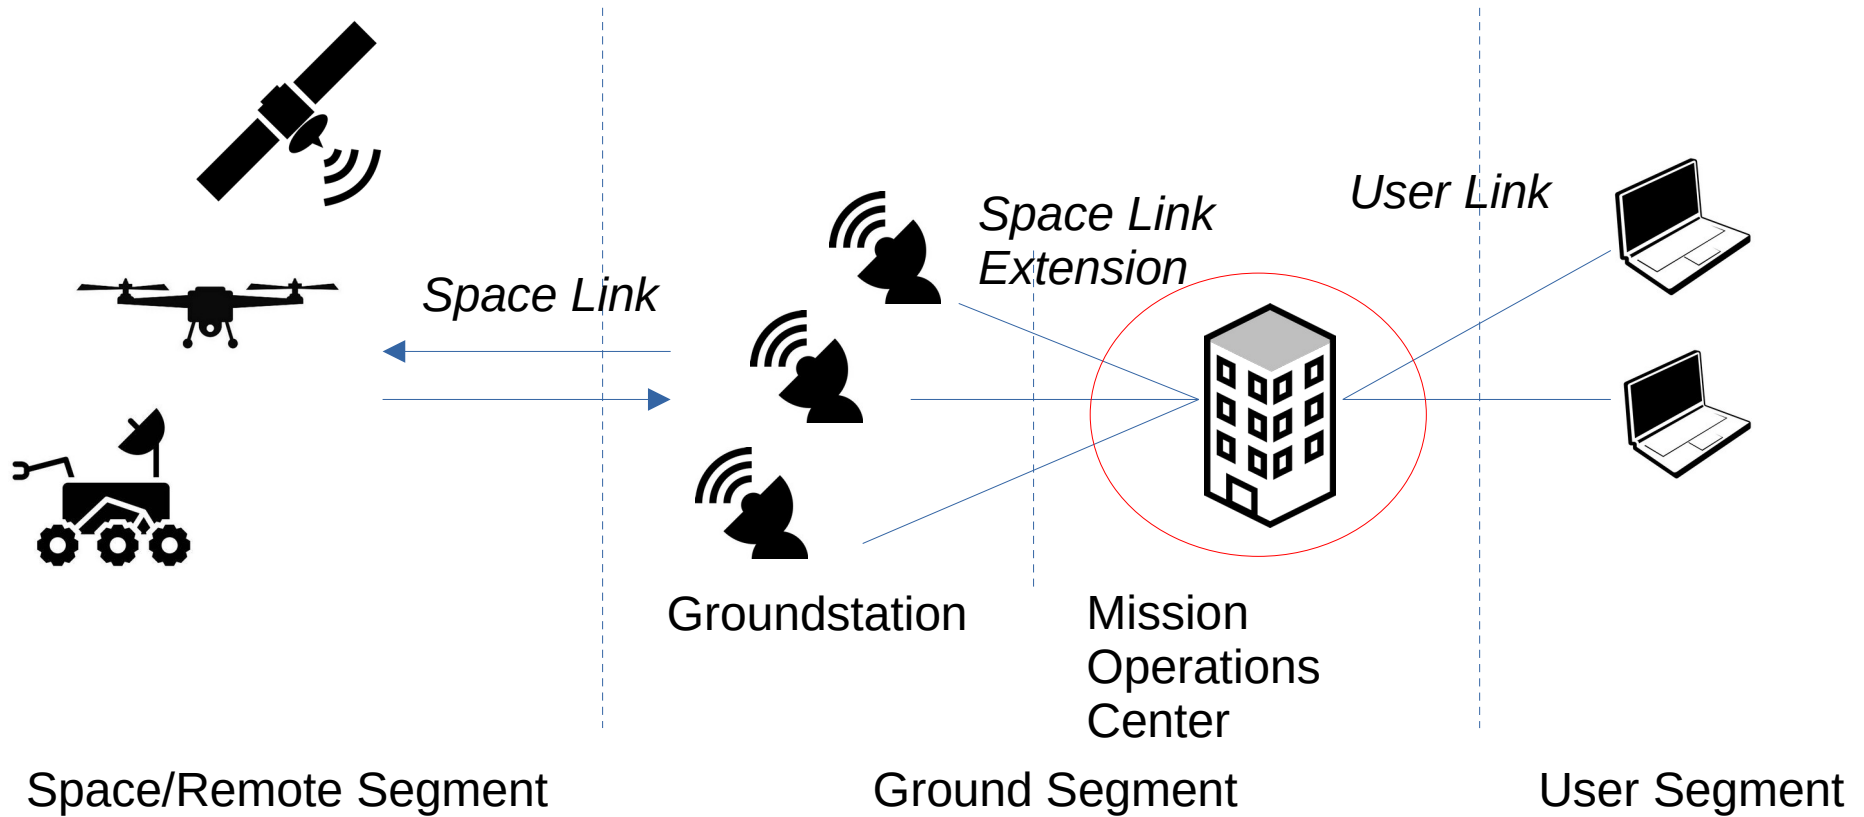 Space Link
Space Link
Extension
User Link
Groundstation
Mission
Operations
Center
Space/Remote Segment
Ground Segment
User Segment